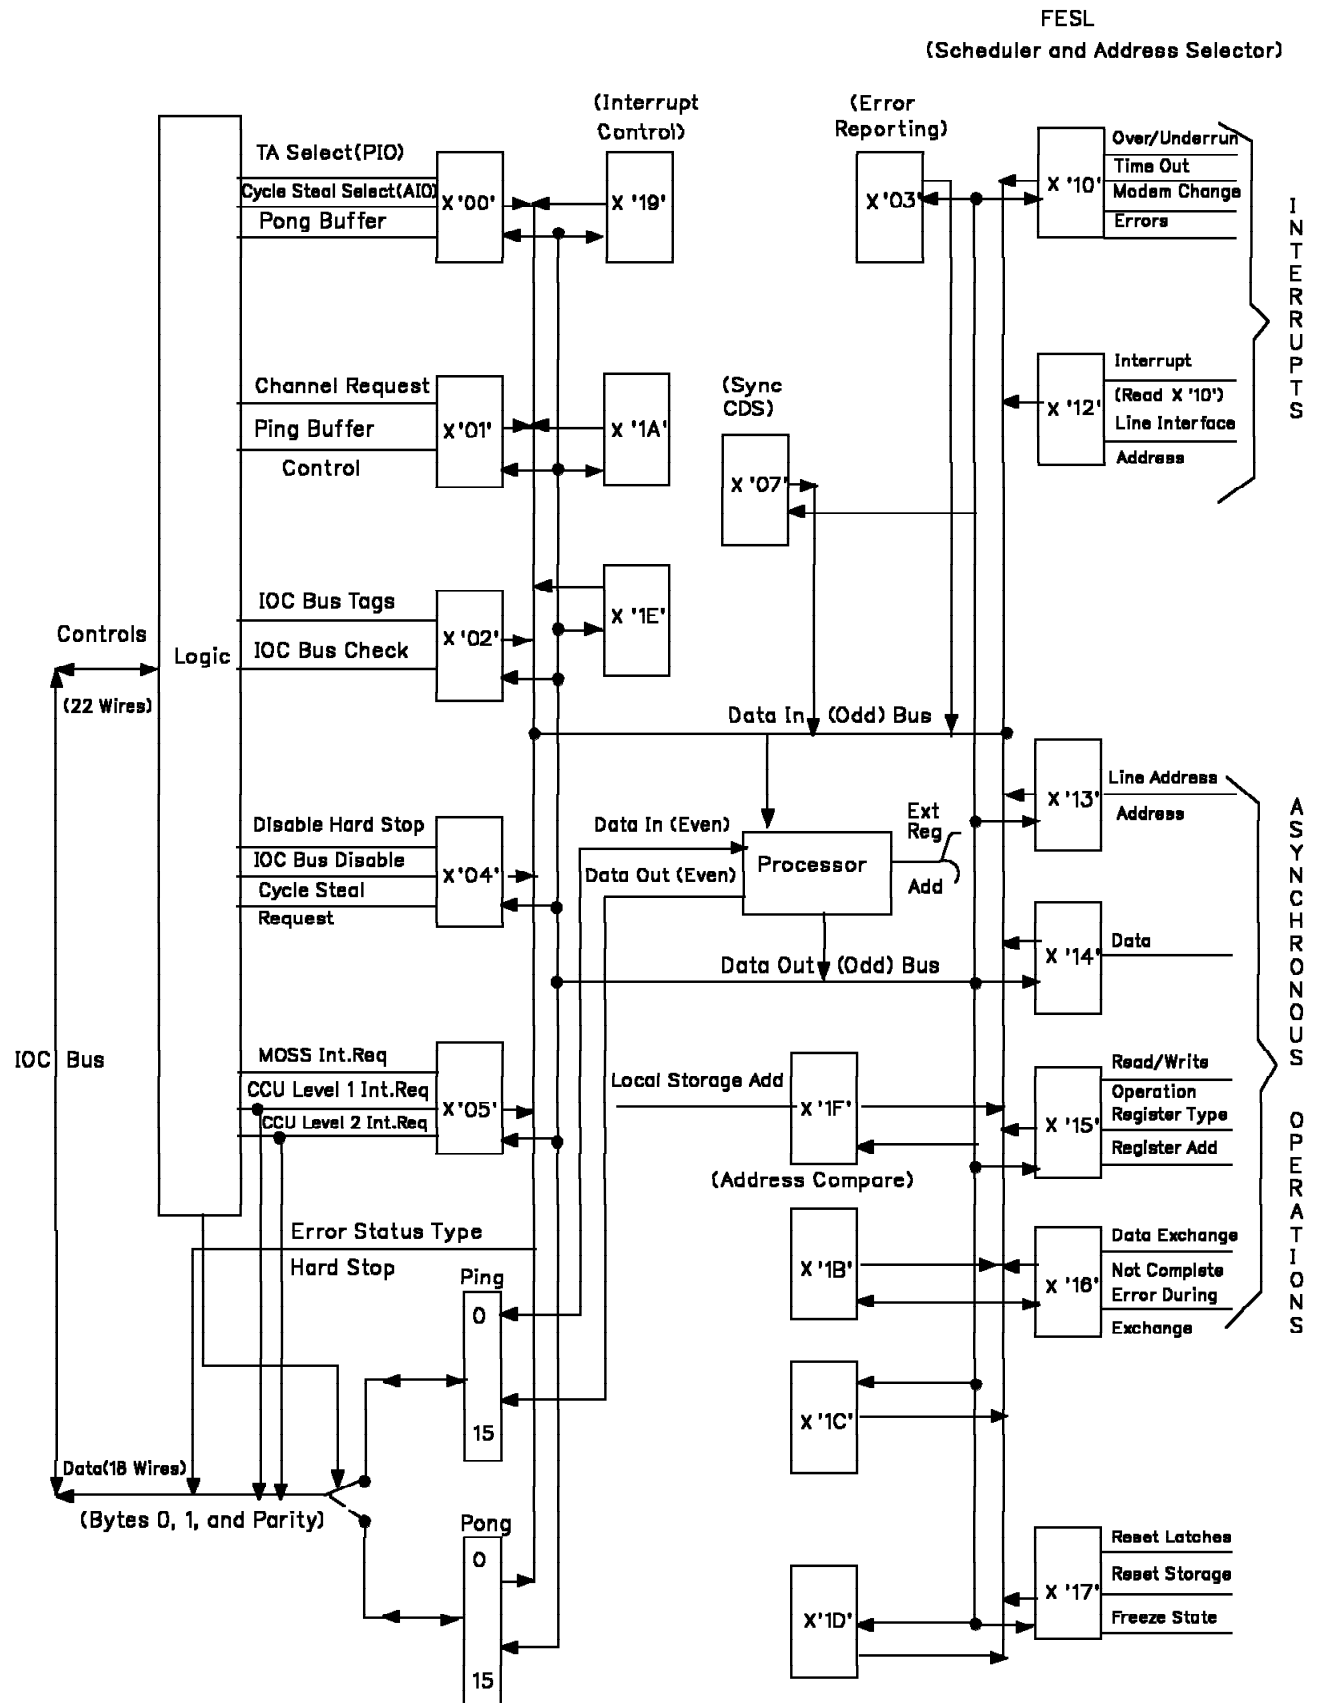 FESL
(Scheduler and Address Selector)
(Interrupt
Control)
(Error
Reporting)
TA Select(PIO)
Cycle Steal Select(AIO)
Pong Buffer
X '00'
X '19'
X '03'
X '10'
Over/Underrun
Time Out
Modem Change
Errors
INTERRUPTS
Channel Request
Ping Buffer
Control
X '01'
X '1A'
(Sync
CDS)
X '07'
X '12'
Interrupt
(Read X '10')
Line Interface
Address
IOC Bus Tags
IOC Bus Check
X '02'
X '1E'
Controls
(22 Wires)
Logic
Data In (Odd) Bus
X '13'
Line Address
Address
Disable Hard Stop
IOC Bus Disable
Cycle Steal
Request
X '04'
Data In (Even)
Data Out (Even)
Processor
Ext
Reg
Add
X '14'
Data
Data Out (Odd) Bus
ASYNCHRONOUS OPERATIONS
IOC Bus
MOSS Int.Req
CCU Level 1 Int.Req
CCU Level 2 Int.Req
X '05'
Local Storage Add
X '1F'
(Address Compare)
X '15'
Read/Write
Operation
Register Type
Register Add
Error Status Type
Hard Stop
Ping
0
15
X '1B'
X '16'
Data Exchange
Not Complete
Error During
Exchange
X '1C'
Data(18 Wires)
(Bytes 0, 1, and Parity)
Pong
0
15
X'1D'
X '17'
Reset Latches
Reset Storage
Freeze State